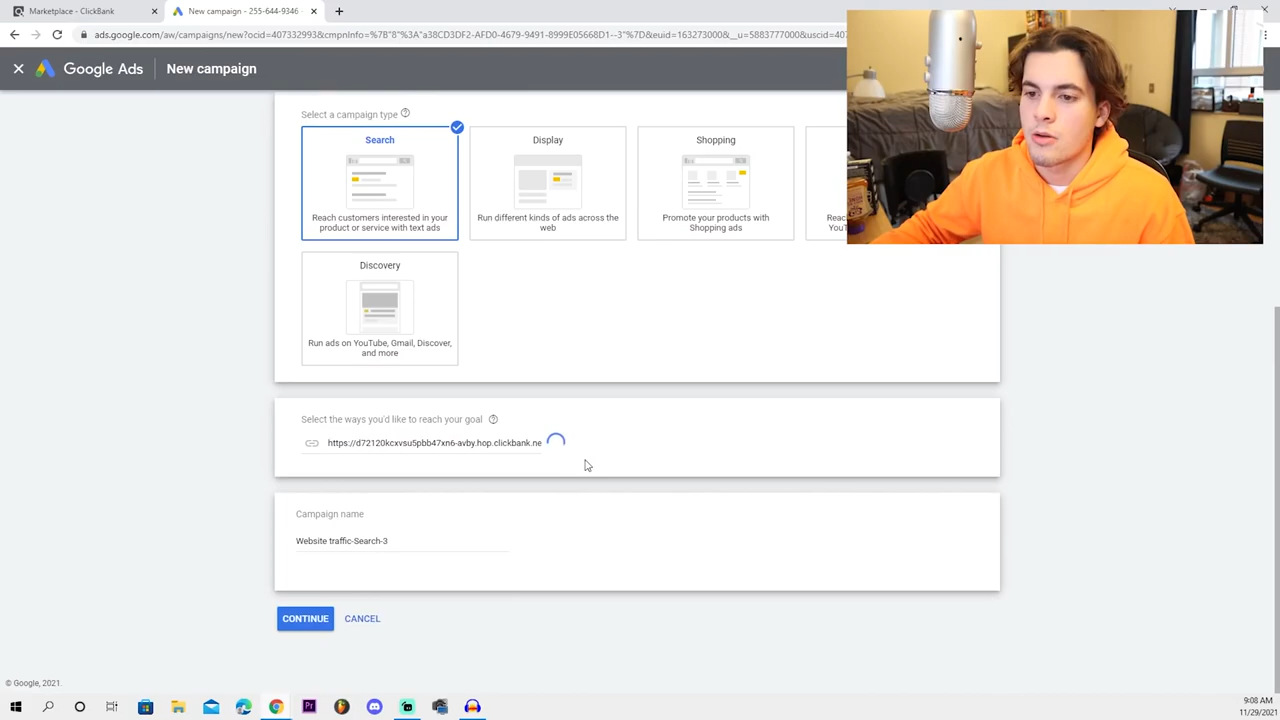 Marketplace - ClickBank
New campaign - 255-644-9346
ads.google.com/aw/campaigns/new?ocid=407332993&cnpnInfo=%7B"8"%3A"a38CD3DF2-AFD0-4679-9491-8999E05668D1--3"%7D&euid=163273000&__u=5883777000&uscid=407
Google Ads
New campaign
Select a campaign type
Search
Display
Shopping
Reach customers interested in your
product or service with text ads
Run different kinds of ads across the
web
Promote your products with
Shopping ads
Discovery
Run ads on YouTube, Gmail, Discover,
and more
Select the ways you'd like to reach your goal
https://d72120kcxvsu5pbb47xn6-avby.hop.clickbank.ne
Campaign name
Website traffic-Search-3
CONTINUE
CANCEL
© Google, 2021.
9:08 AM
11/29/2021